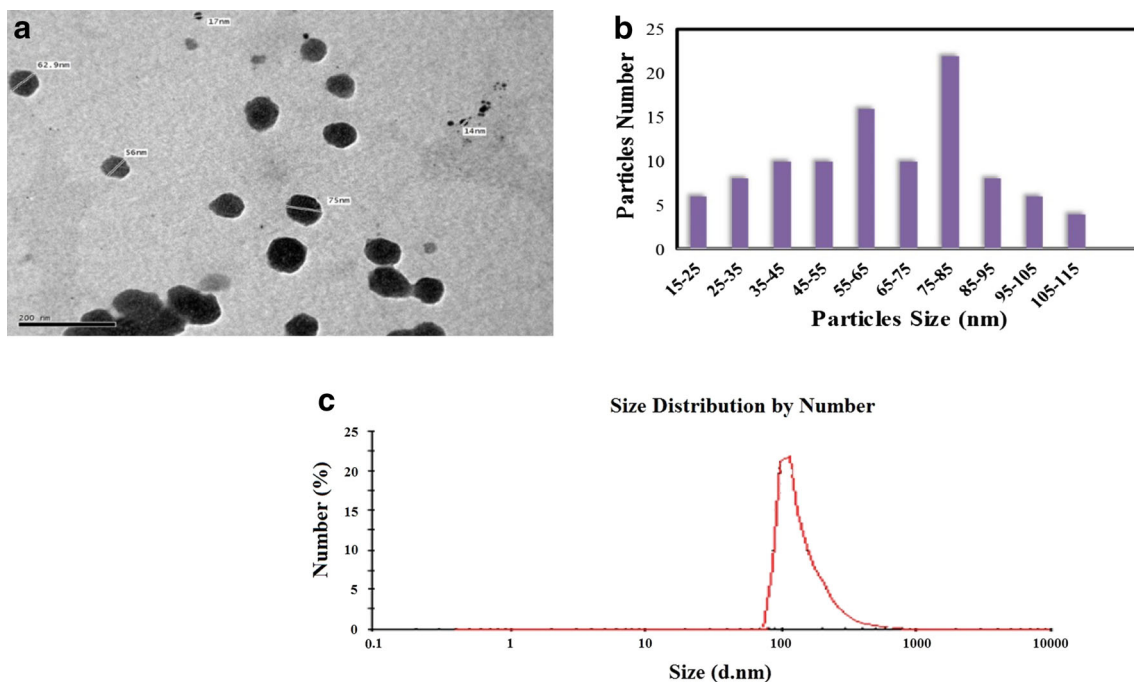 a
17nm
62.9nm
14nm
56nm
75nm
200 nm
b
Particles Number
25
20
15
10
5
0
15-25
25-35
35-45
45-55
55-65
65-75
75-85
85-95
95-105
105-115
Particles Size (nm)
c
Size Distribution by Number
Number (%)
25
20
15
10
5
0
0.1
1
10
100
1000
10000
Size (d.nm)